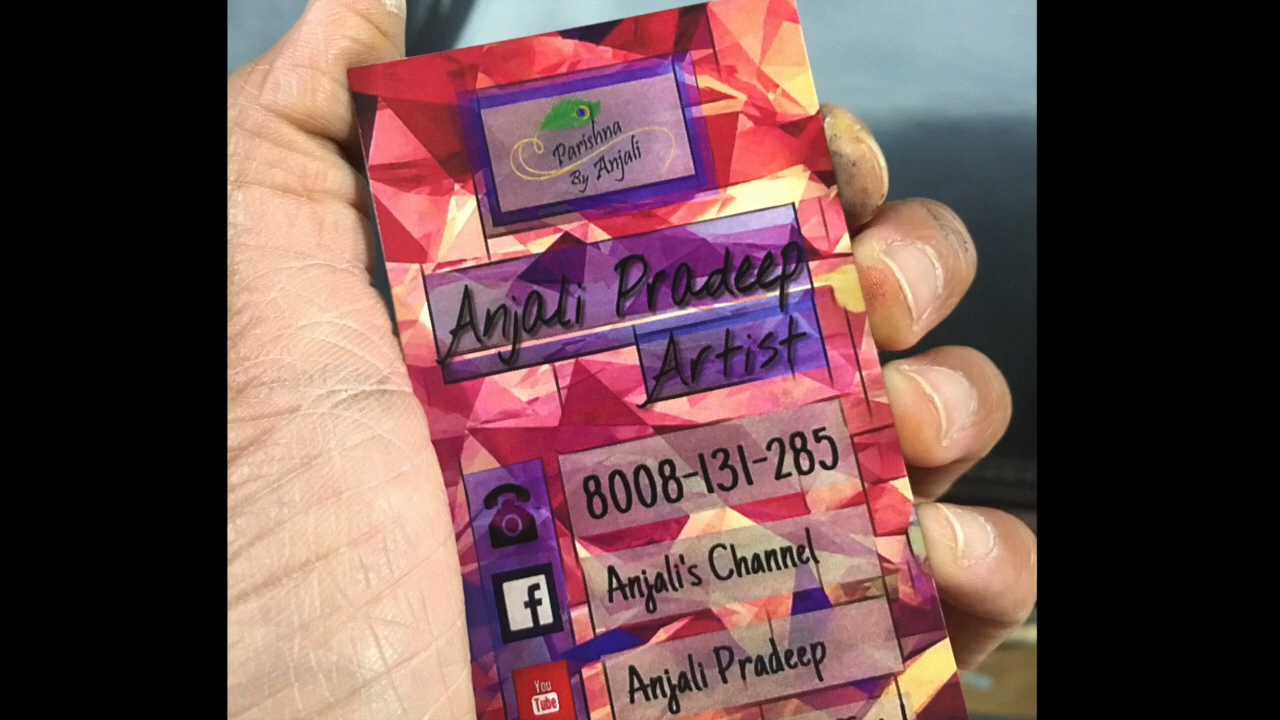 Parishna
By Anjali
Anjali Pradeep
Artist
8008-131-285
Anjali's Channel
f
Anjali Pradeep
You
Tube